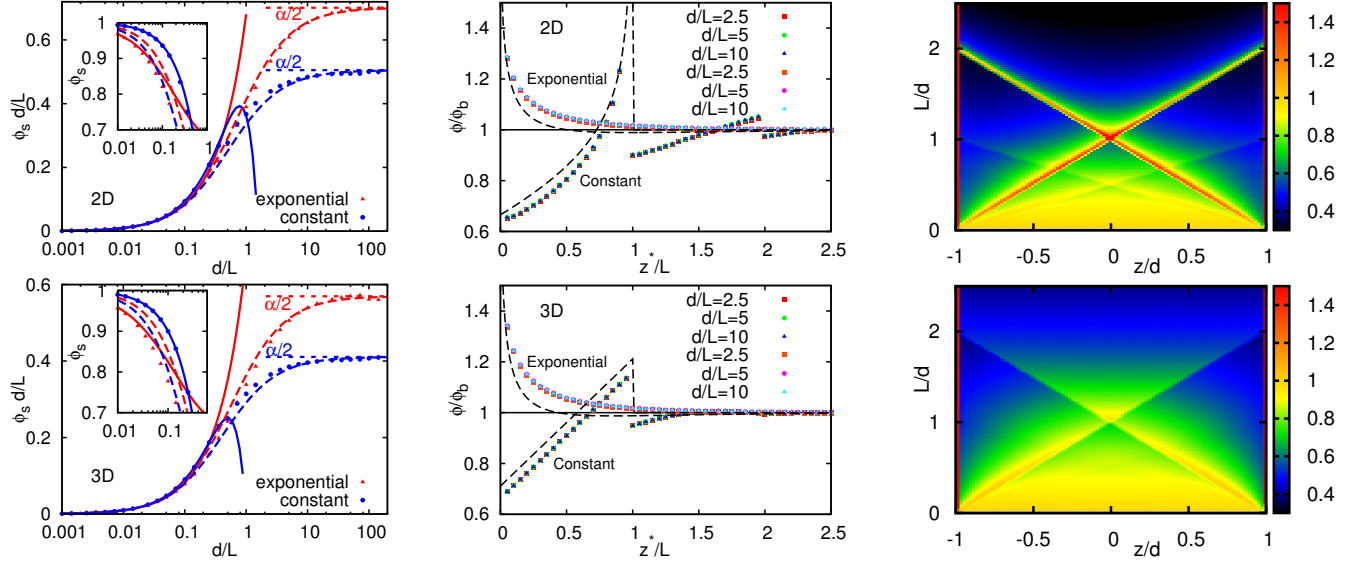 0.6
0.4
0.2
0
ϕs d/L
1
0.9
0.8
0.7
ϕs
0.01 0.1 1
α/2
α/2
2D
exponential
constant
0.001 0.01 0.1 1 10 100
d/L
1.4
1.2
1
0.8
0.6
ϕ/ϕb
2D
d/L=2.5
d/L=5
d/L=10
d/L=2.5
d/L=5
d/L=10
Exponential
Constant
0 0.5 1 1.5 2 2.5
z*/L
2
1
0
L/d
-1 -0.5 0 0.5 1
z/d
1.4
1.2
1
0.8
0.6
0.4
0.6
0.4
0.2
0
ϕs d/L
1
0.9
0.8
0.7
ϕs
0.01 0.1
α/2
α/2
3D
exponential
constant
0.001 0.01 0.1 1 10 100
d/L
1.4
1.2
1
0.8
0.6
ϕ/ϕb
3D
d/L=2.5
d/L=5
d/L=10
d/L=2.5
d/L=5
d/L=10
Exponential
Constant
0 0.5 1 1.5 2 2.5
z*/L
2
1
0
L/d
-1 -0.5 0 0.5 1
z/d
1.4
1.2
1
0.8
0.6
0.4